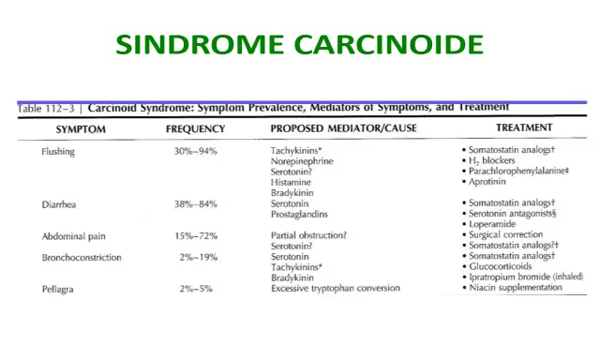 SINDROME CARCINOIDE
Table 112-3 | Carcinoid Syndrome: Symptom Prevalence, Mediators of Symptoms, and Treatment
SYMPTOM FREQUENCY PROPOSED MEDIATOR/CAUSE TREATMENT
Flushing 30%–94% Tachykinins* • Somatostatin analogs†
Norepinephrine • H₂ blockers
Serotonin? • Parachlorophenylalanine‡
Histamine • Aprotinin
Bradykinin
Diarrhea 38%–84% Serotonin • Somatostatin analogs†
Prostaglandins • Serotonin antagonists§
• Loperamide
Abdominal pain 15%–72% Partial obstruction? • Surgical correction
Serotonin? • Somatostatin analogs?‡
Bronchoconstriction 2%–19% Serotonin • Somatostatin analogs†
Tachykinins* • Glucocorticoids
Bradykinin • Ipratropium bromide (inhaled)
Pellagra 2%–5% Excessive tryptophan conversion • Niacin supplementation